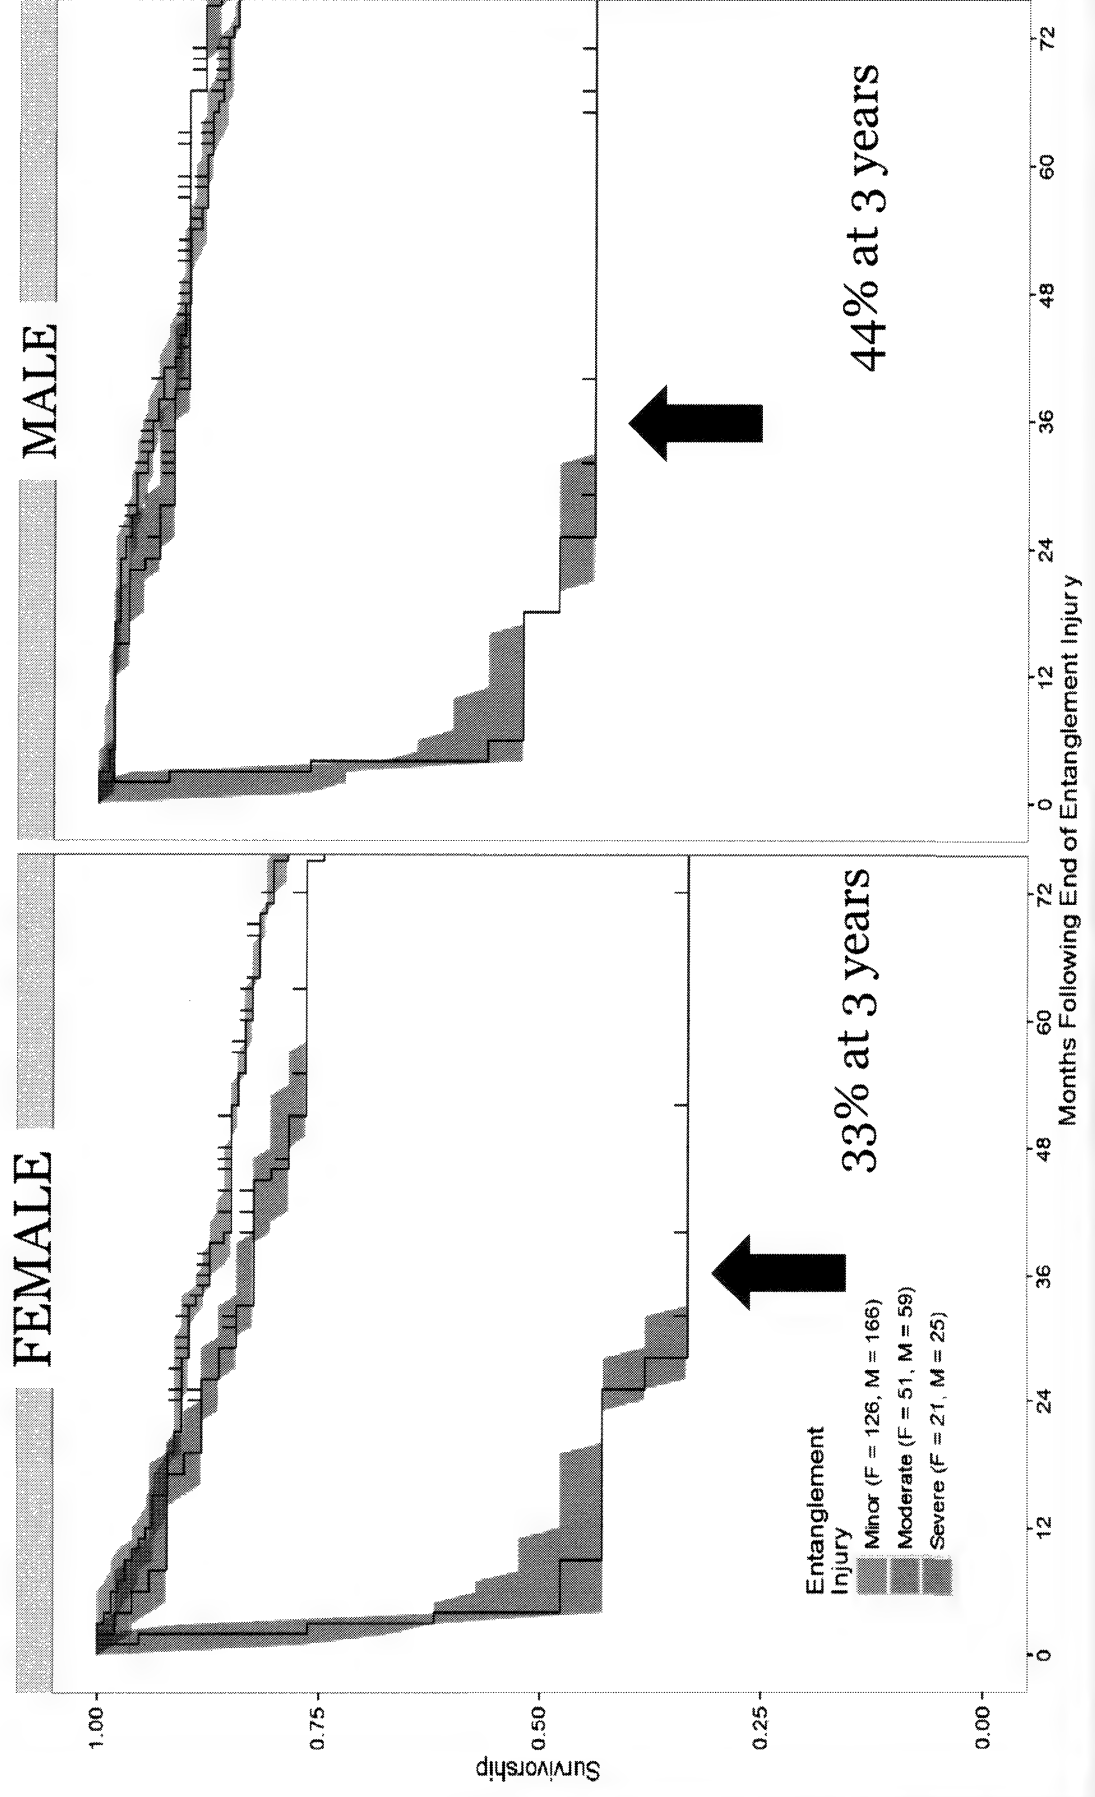 FEMALE
MALE
1.00
0.75
0.50
0.25
0.00
Survivorship
33% at 3 years
44% at 3 years
Entanglement
Injury
Minor (F = 126, M = 166)
Moderate (F = 51, M = 59)
Severe (F = 21, M = 25)
0 12 24 36 48 60 72
0 12 24 36 48 60 72
Months Following End of Entanglement Injury